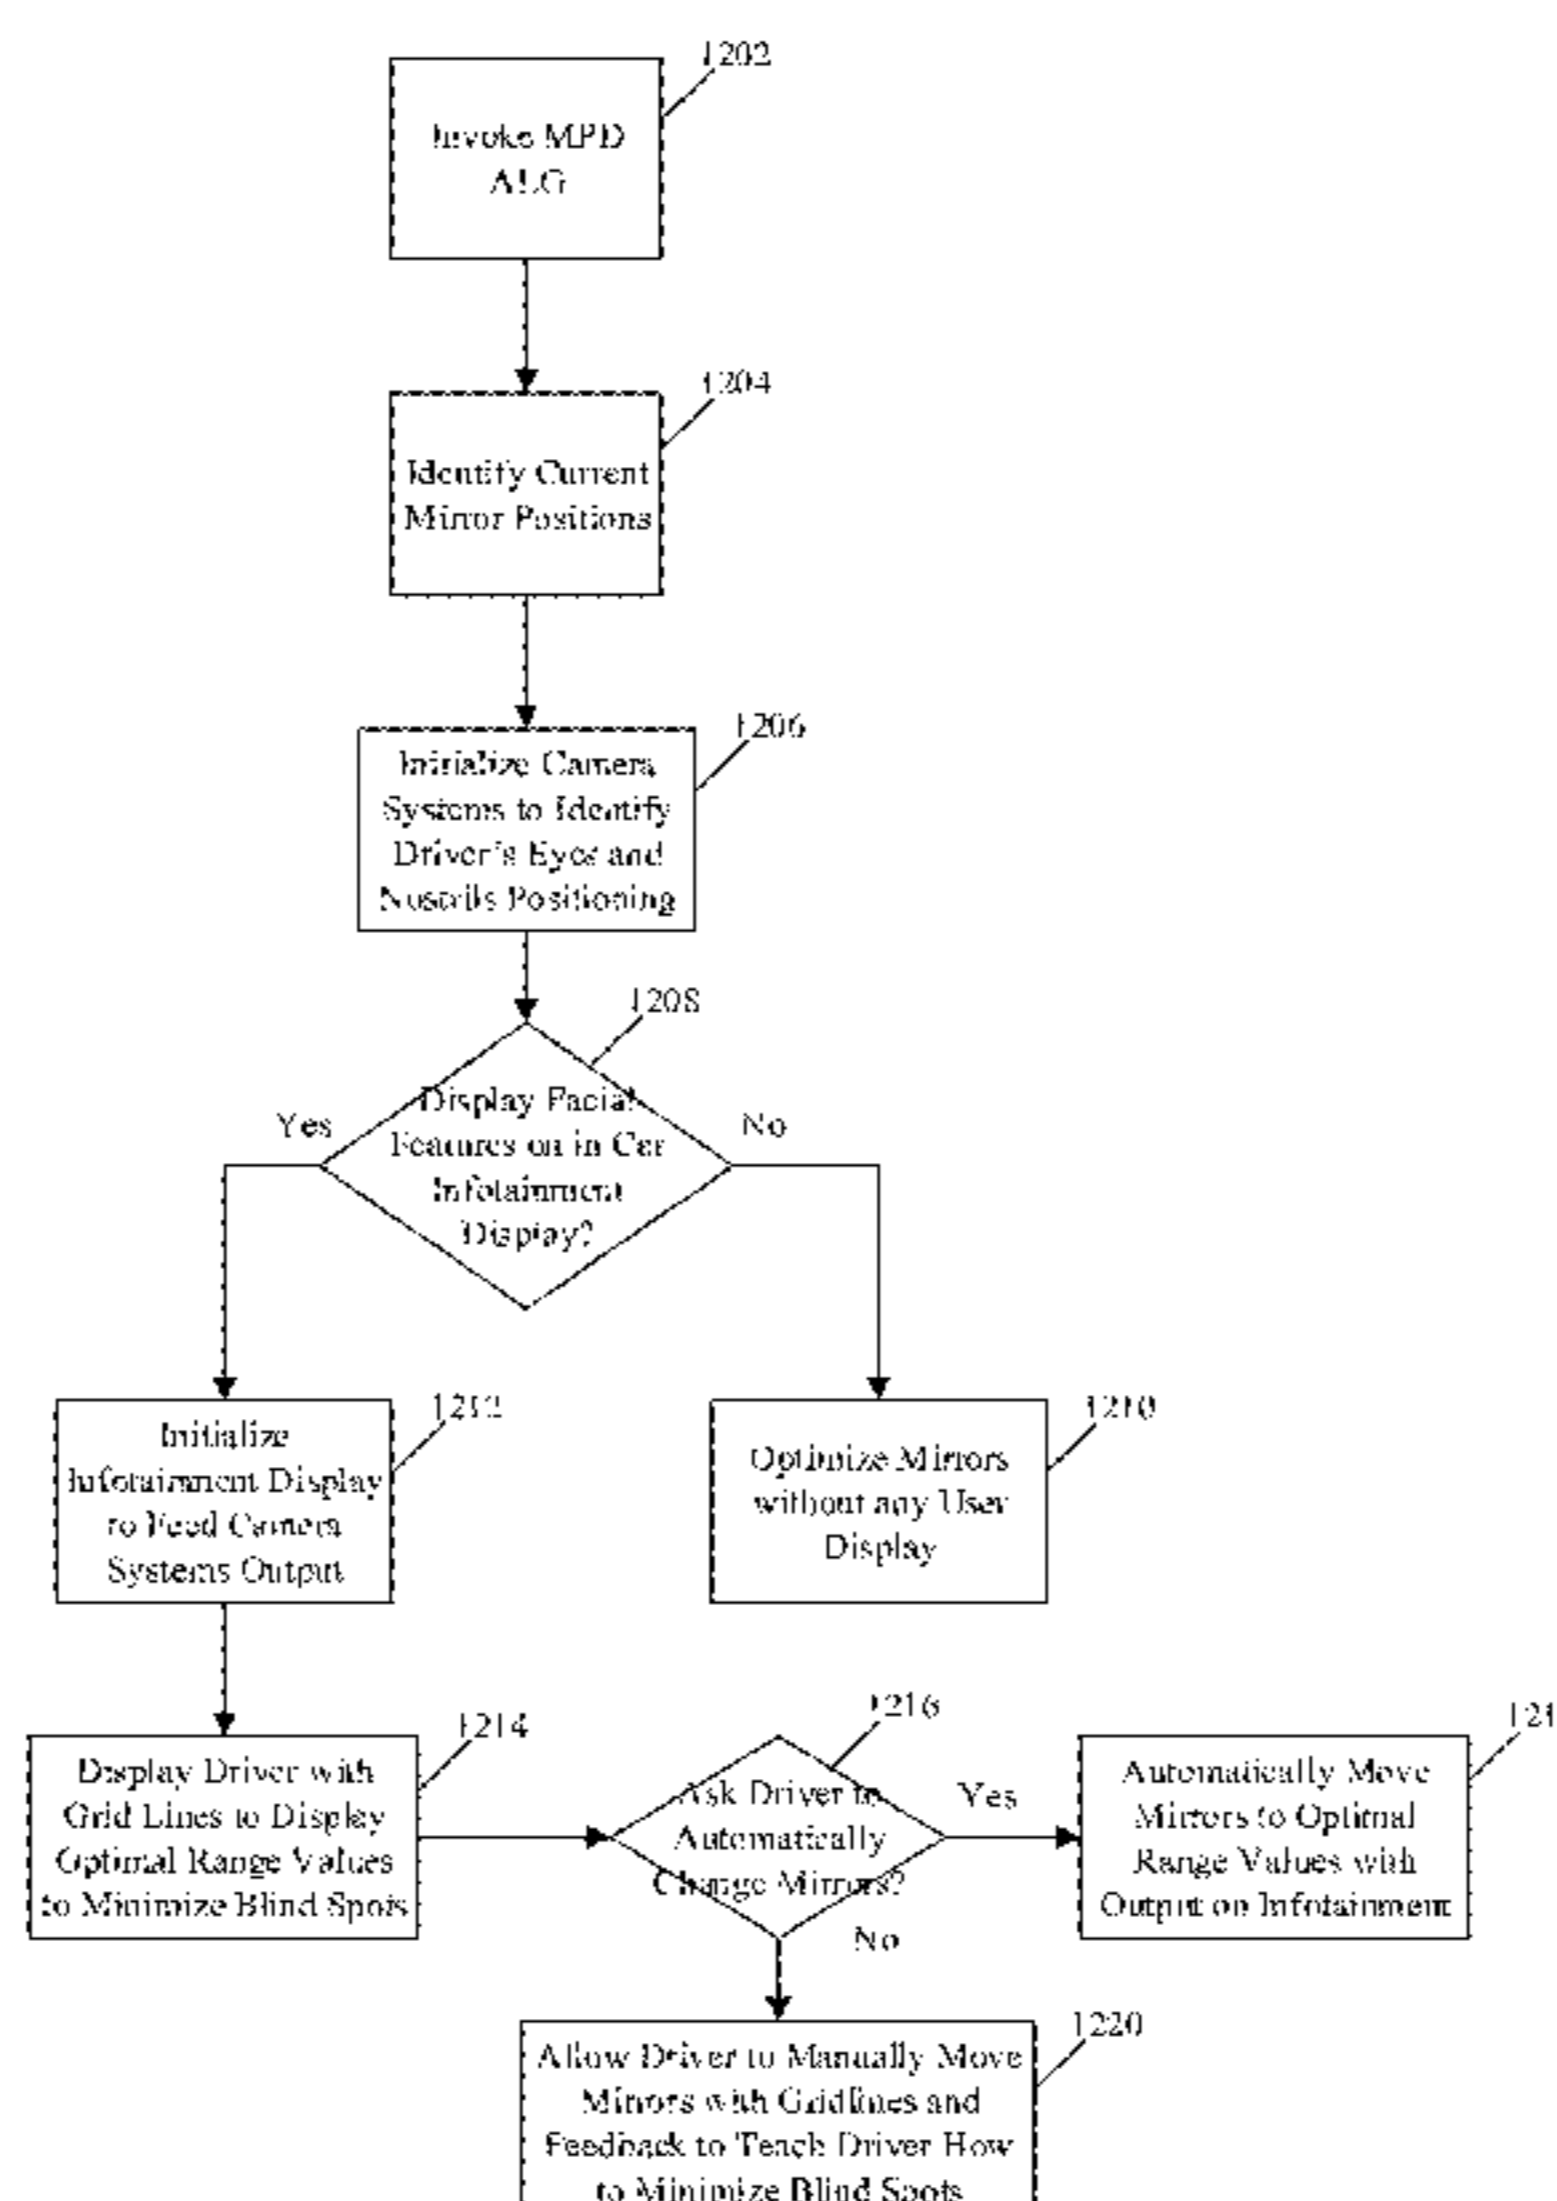 1202
Invoke MPD
ALG
1204
Identify Current
Mirror Positions
1206
Initialize Camera
Systems to Identify
Driver's Eyes and
Nostrils Positioning
1208
Display Facial
Features on in Car
Infotainment
Display?
Yes
No
1212
Initialize
Infotainment Display
to Feed Camera
Systems Output
1210
Optimize Mirrors
without any User
Display
1214
Display Driver with
Grid Lines to Display
Optimal Range Values
to Minimize Blind Spots
1216
Ask Driver to
Automatically
Change Mirrors?
Yes
No
121
Automatically Move
Mirrors to Optimal
Range Values with
Output on Infotainment
1220
Allow Driver to Manually Move
Mirrors with Gridlines and
Feedback to Teach Driver How
to Minimize Blind Spots